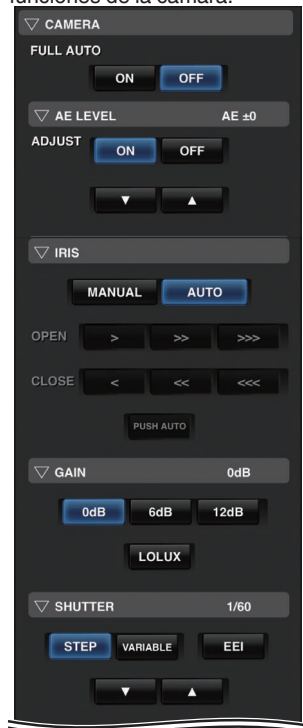 funciones de la cámara.
▽ CAMERA
FULL AUTO
ON OFF
▽ AE LEVEL AE ±0
ADJUST ON OFF
▼ ▲
▽ IRIS
MANUAL AUTO
OPEN > >> >>>
CLOSE < << <<<
PUSH AUTO
▽ GAIN 0dB
0dB 6dB 12dB
LOLUX
▽ SHUTTER 1/60
STEP VARIABLE EEI
▼ ▲